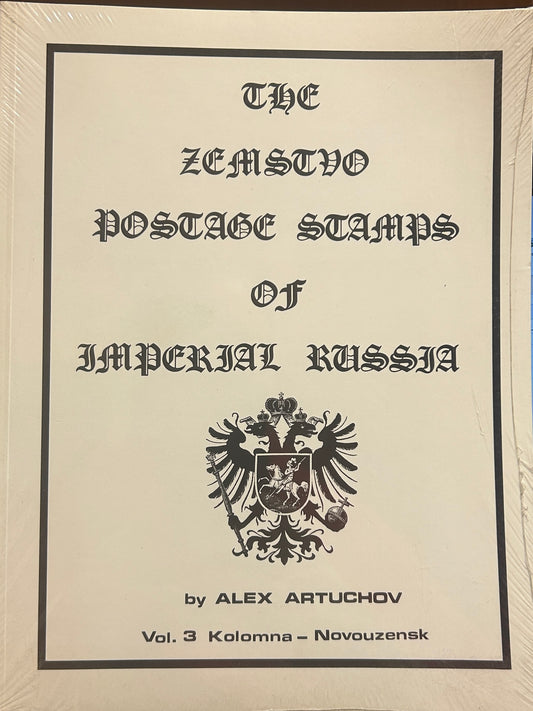 THE
ZEMSTVO
POSTAGE STAMPS
OF
IMPERIAL RUSSIA
by ALEX ARTUCHOV
Vol. 3 Kolomna – Novouzensk